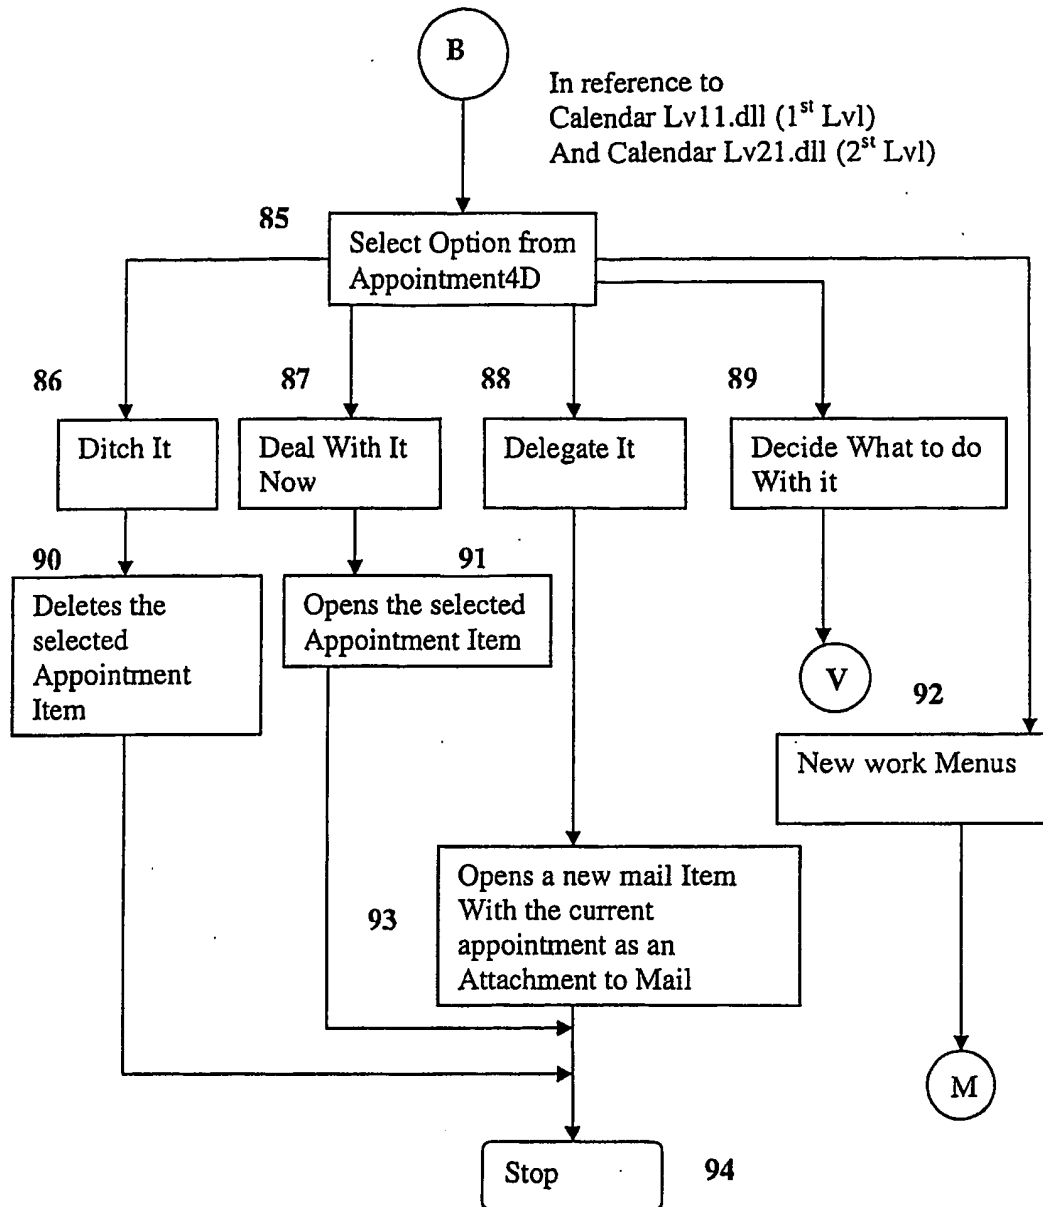 B
In reference to
Calendar Lv11.dll (1st Lvl)
And Calendar Lv21.dll (2st Lvl)
85
Select Option from
Appointment4D
86
87
88
89
Ditch It
Deal With It
Now
Delegate It
Decide What to do
With it
90
91
Deletes the
selected
Appointment
Item
Opens the selected
Appointment Item
V
92
New work Menus
93
Opens a new mail Item
With the current
appointment as an
Attachment to Mail
M
Stop
94